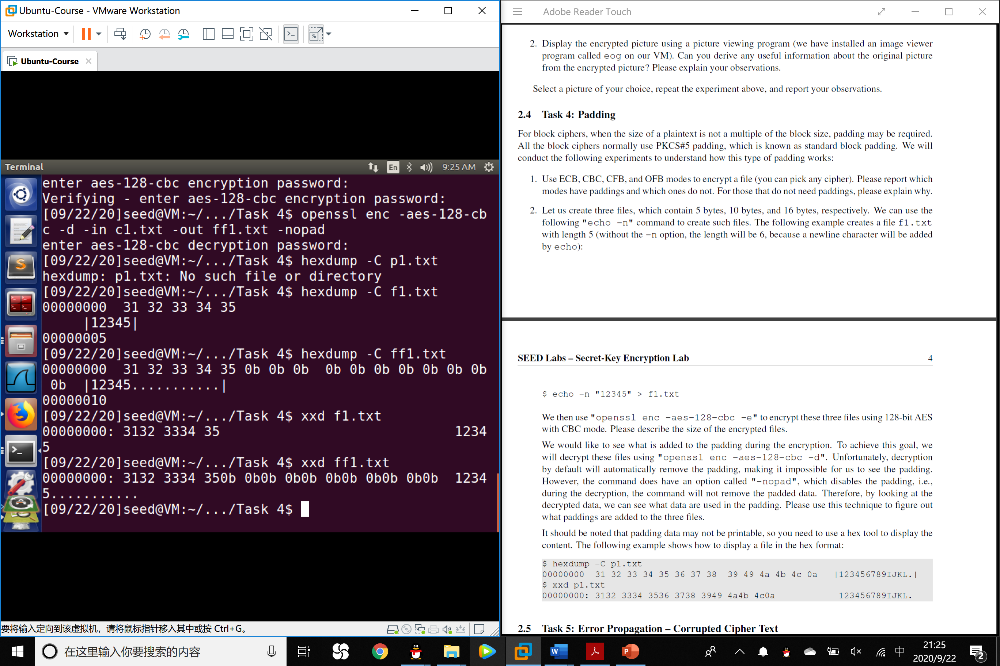 Ubuntu-Course - VMware Workstation
Workstation
Ubuntu-Course
Terminal
En
9:25 AM
enter aes-128-cbc encryption password:
Verifying - enter aes-128-cbc encryption password:
[09/22/20]seed@VM:~/.../Task 4$ openssl enc -aes-128-cb
c -d -in c1.txt -out ff1.txt -nopad
enter aes-128-cbc decryption password:
[09/22/20]seed@VM:~/.../Task 4$ hexdump -C p1.txt
hexdump: p1.txt: No such file or directory
[09/22/20]seed@VM:~/.../Task 4$ hexdump -C f1.txt
00000000  31 32 33 34 35
|12345|
00000005
[09/22/20]seed@VM:~/.../Task 4$ hexdump -C ff1.txt
00000000  31 32 33 34 35 0b 0b 0b  0b 0b 0b 0b 0b 0b 0b
0b  |12345...........|
00000010
[09/22/20]seed@VM:~/.../Task 4$ xxd f1.txt
00000000: 3132 3334 35 1234
5
[09/22/20]seed@VM:~/.../Task 4$ xxd ff1.txt
00000000: 3132 3334 350b 0b0b 0b0b 0b0b 0b0b 0b0b  1234
5...........
[09/22/20]seed@VM:~/.../Task 4$
要将输入定向到该虚拟机，请将鼠标指针移入其中或按 Ctrl+G。
Adobe Reader Touch
2. Display the encrypted picture using a picture viewing program (we have installed an image viewer
program called eog on our VM). Can you derive any useful information about the original picture
from the encrypted picture? Please explain your observations.
Select a picture of your choice, repeat the experiment above, and report your observations.
2.4 Task 4: Padding
For block ciphers, when the size of a plaintext is not a multiple of the block size, padding may be required.
All the block ciphers normally use PKCS#5 padding, which is known as standard block padding. We will
conduct the following experiments to understand how this type of padding works:
1. Use ECB, CBC, CFB, and OFB modes to encrypt a file (you can pick any cipher). Please report which
modes have paddings and which ones do not. For those that do not need paddings, please explain why.
2. Let us create three files, which contain 5 bytes, 10 bytes, and 16 bytes, respectively. We can use the
following "echo -n" command to create such files. The following example creates a file f1.txt
with length 5 (without the -n option, the length will be 6, because a newline character will be added
by echo):
SEED Labs – Secret-Key Encryption Lab 4
$ echo -n "12345" > f1.txt
We then use "openssl enc -aes-128-cbc -e" to encrypt these three files using 128-bit AES
with CBC mode. Please describe the size of the encrypted files.
We would like to see what is added to the padding during the encryption. To achieve this goal, we
will decrypt these files using "openssl enc -aes-128-cbc -d". Unfortunately, decryption
by default will automatically remove the padding, making it impossible for us to see the padding.
However, the command does have an option called "-nopad", which disables the padding, i.e.,
during the decryption, the command will not remove the padded data. Therefore, by looking at the
decrypted data, we can see what data are used in the padding. Please use this technique to figure out
what paddings are added to the three files.
It should be noted that padding data may not be printable, so you need to use a hex tool to display the
content. The following example shows how to display a file in the hex format:
$ hexdump -C p1.txt
00000000  31 32 33 34 35 36 37 38  39 49 4a 4b 4c 0a  |123456789IJKL.|
$ xxd p1.txt
00000000: 3132 3334 3536 3738 3949 4a4b 4c0a  123456789IJKL.
2.5 Task 5: Error Propagation – Corrupted Cipher Text
在这里输入你要搜索的内容
中
21:25
2020/9/22
2